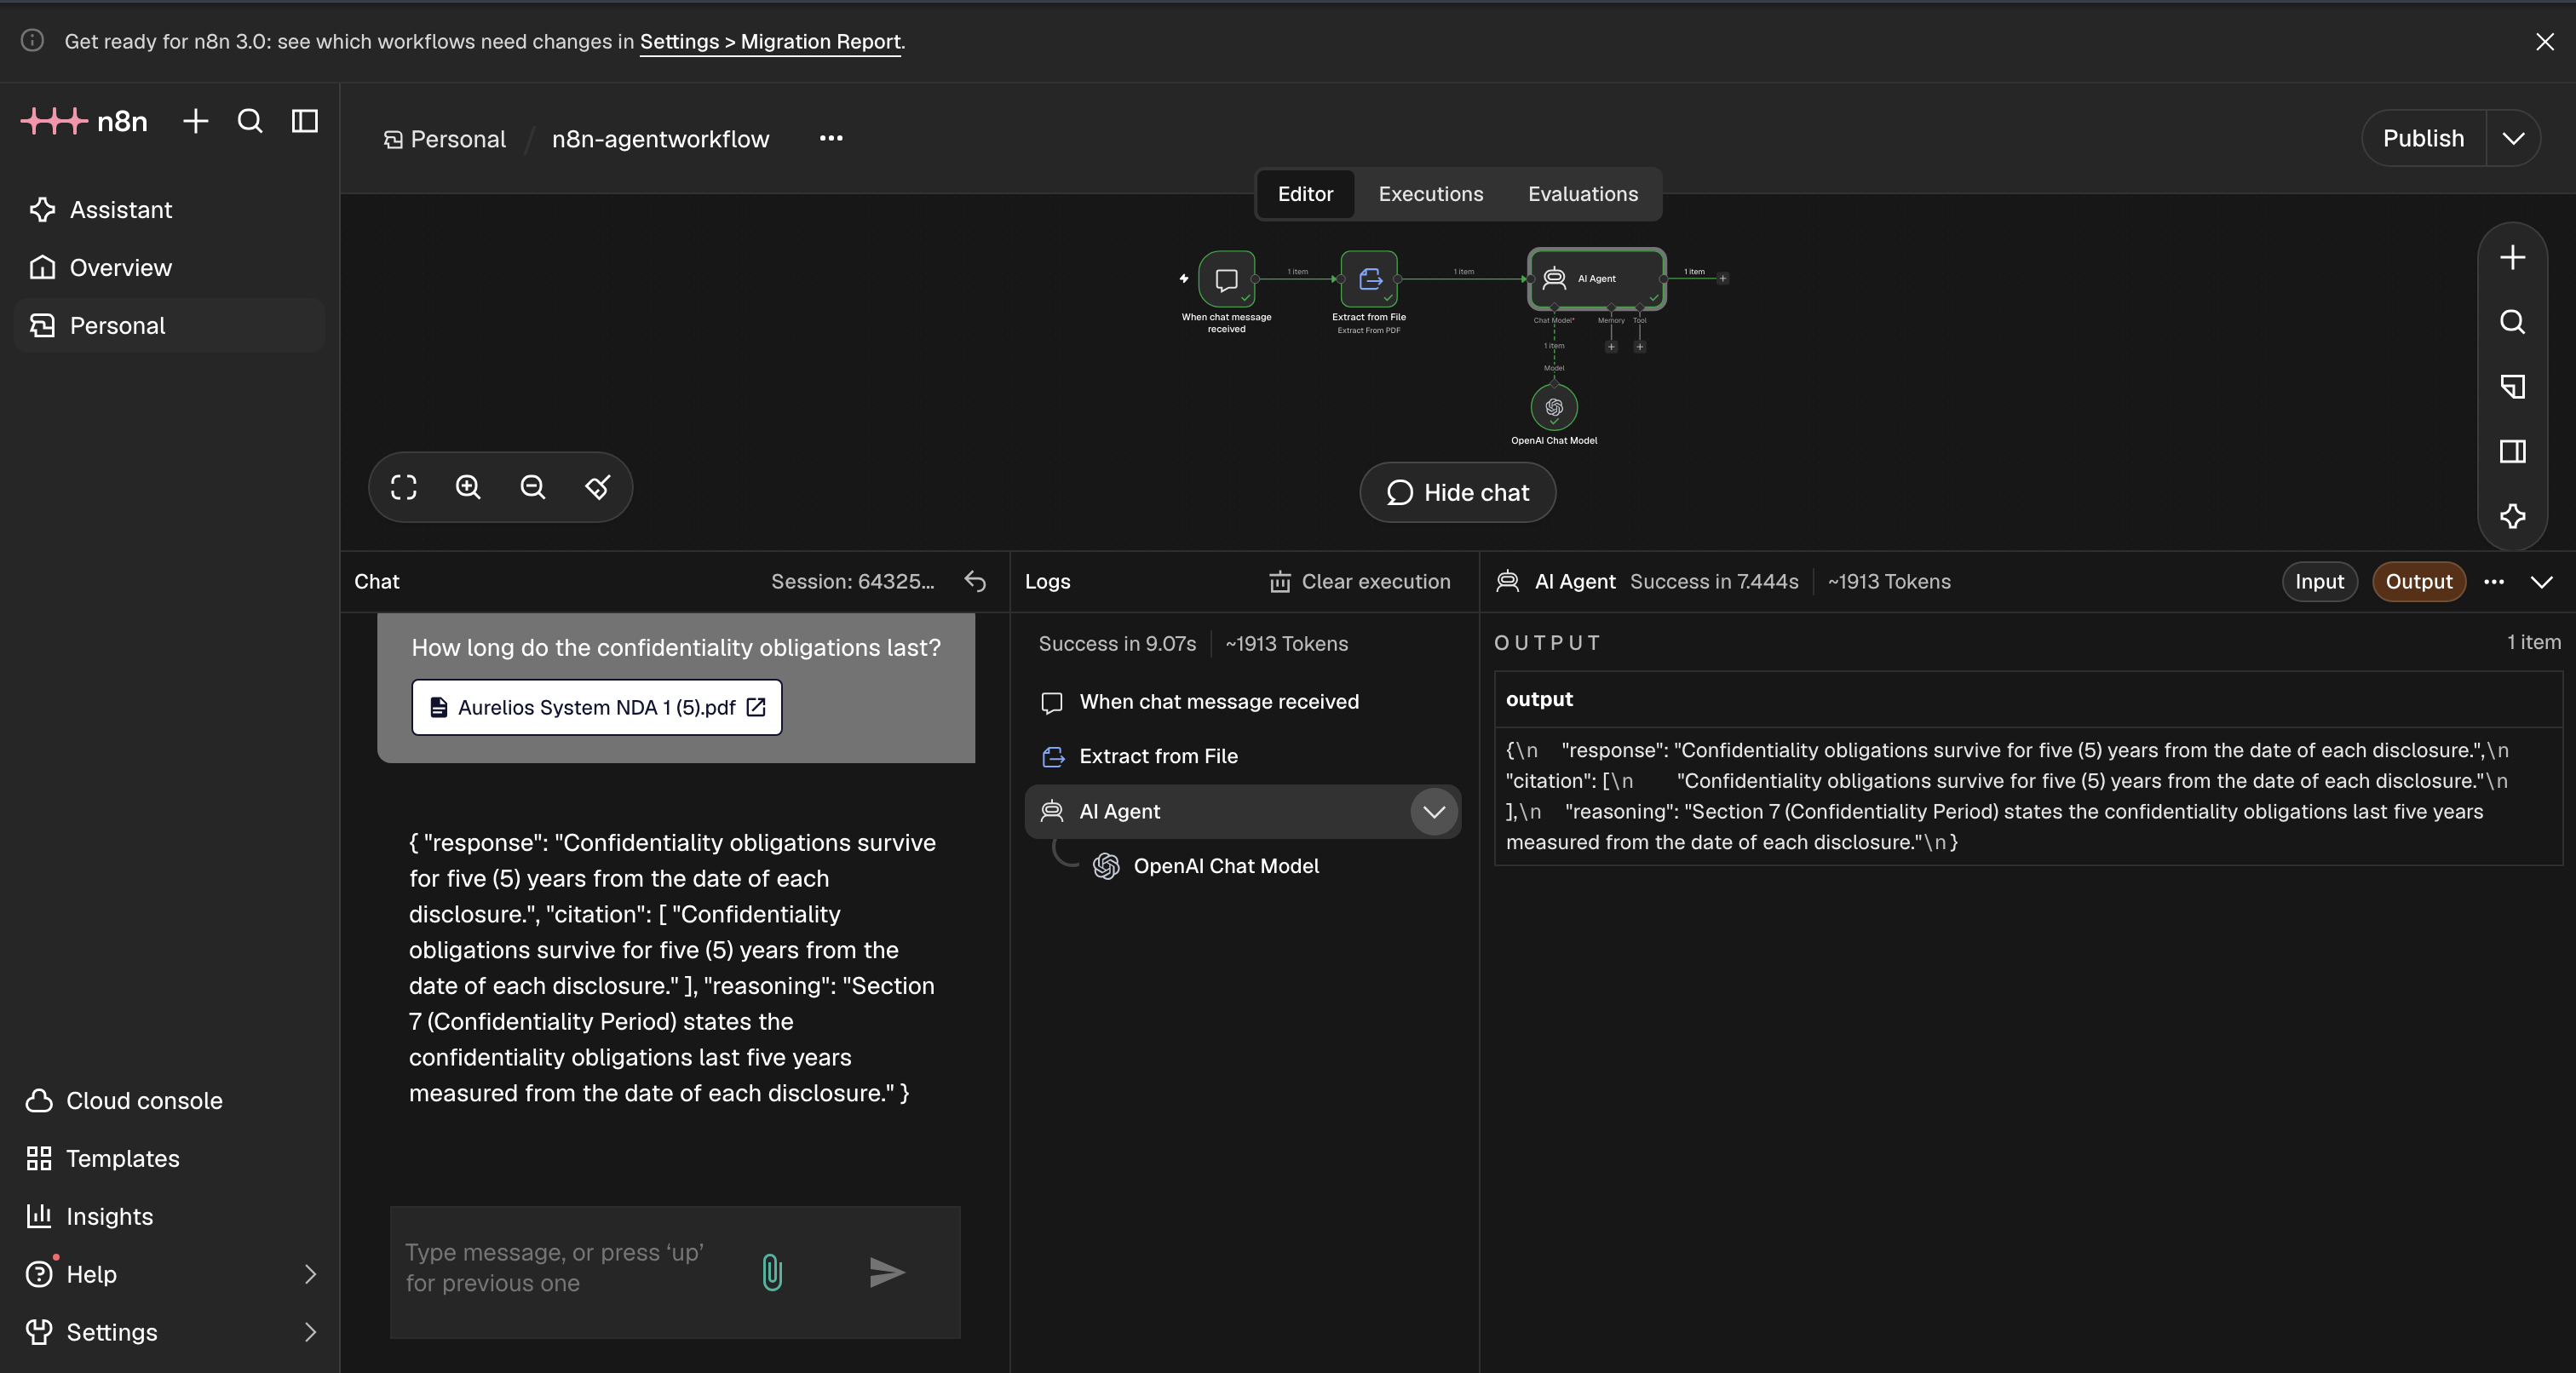 Get ready for n8n 3.0: see which workflows need changes in Settings > Migration Report.
n8n
Assistant
Overview
Personal
Cloud console
Templates
Insights
Help
Settings
Personal / n8n-agentworkflow
Publish
Editor
Executions
Evaluations
1 item
1 item
AI Agent
1 item
When chat message
received
Extract from File
Extract From PDF
Chat Model*
Memory
Tool
1 item
Model
OpenAI Chat Model
Hide chat
Chat
Session: 64325...
How long do the confidentiality obligations last?
Aurelios System NDA 1 (5).pdf
{ "response": "Confidentiality obligations survive
for five (5) years from the date of each
disclosure.", "citation": [ "Confidentiality
obligations survive for five (5) years from the
date of each disclosure." ], "reasoning": "Section
7 (Confidentiality Period) states the
confidentiality obligations last five years
measured from the date of each disclosure." }
Type message, or press ‘up’
for previous one
Logs
Clear execution
Success in 9.07s
~1913 Tokens
When chat message received
Extract from File
AI Agent
OpenAI Chat Model
AI Agent
Success in 7.444s
~1913 Tokens
Input
Output
OUTPUT
1 item
output
{\n "response": "Confidentiality obligations survive for five (5) years from the date of each disclosure.",\n
"citation": [\n "Confidentiality obligations survive for five (5) years from the date of each disclosure."\n
],\n "reasoning": "Section 7 (Confidentiality Period) states the confidentiality obligations last five years
measured from the date of each disclosure."\n }